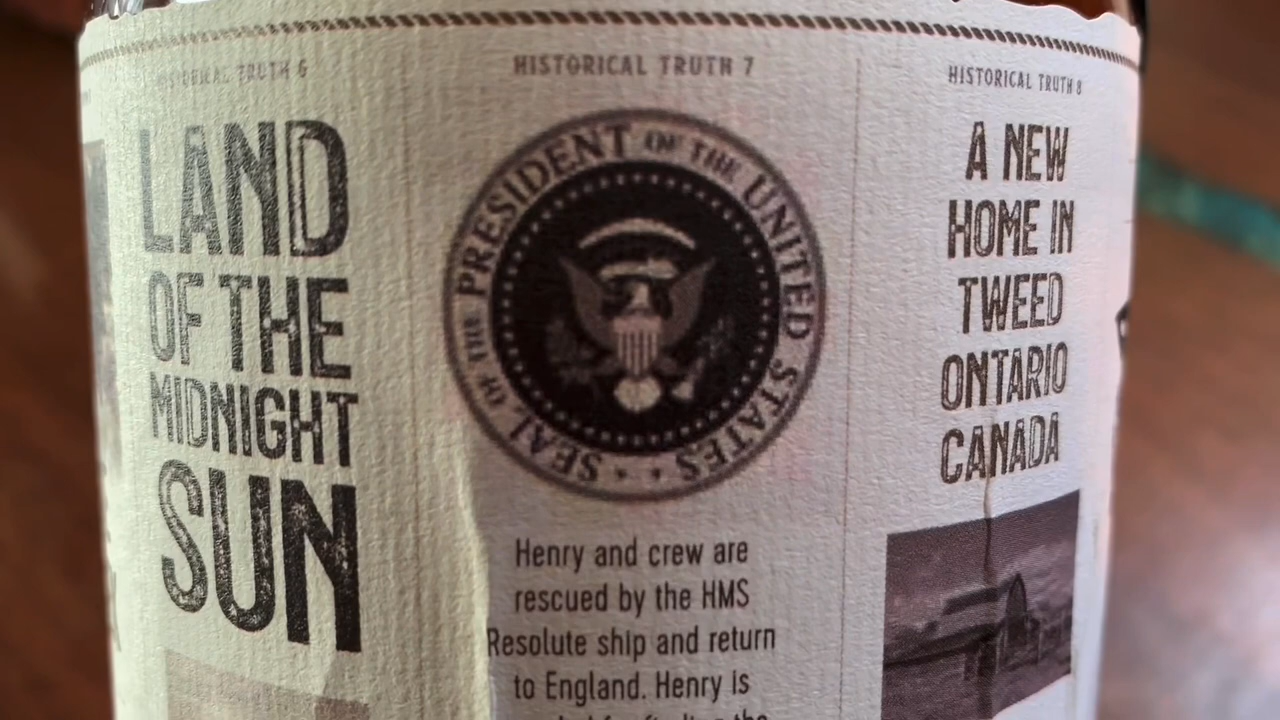 HISTORICAL TRUTH 6
LAND
OF THE
MIDNIGHT
SUN
HISTORICAL TRUTH 7
SEAL OF THE PRESIDENT OF THE UNITED STATES
Henry and crew are
rescued by the HMS
Resolute ship and return
to England. Henry is
the
HISTORICAL TRUTH 8
A NEW
HOME IN
TWEED
ONTARIO
CANADA